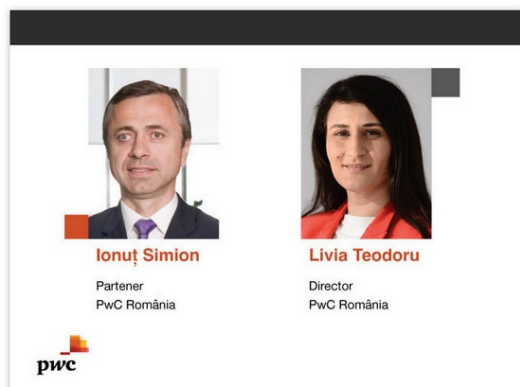 Ionuț Simion
Partener
PwC România
Livia Teodoru
Director
PwC România
pwc